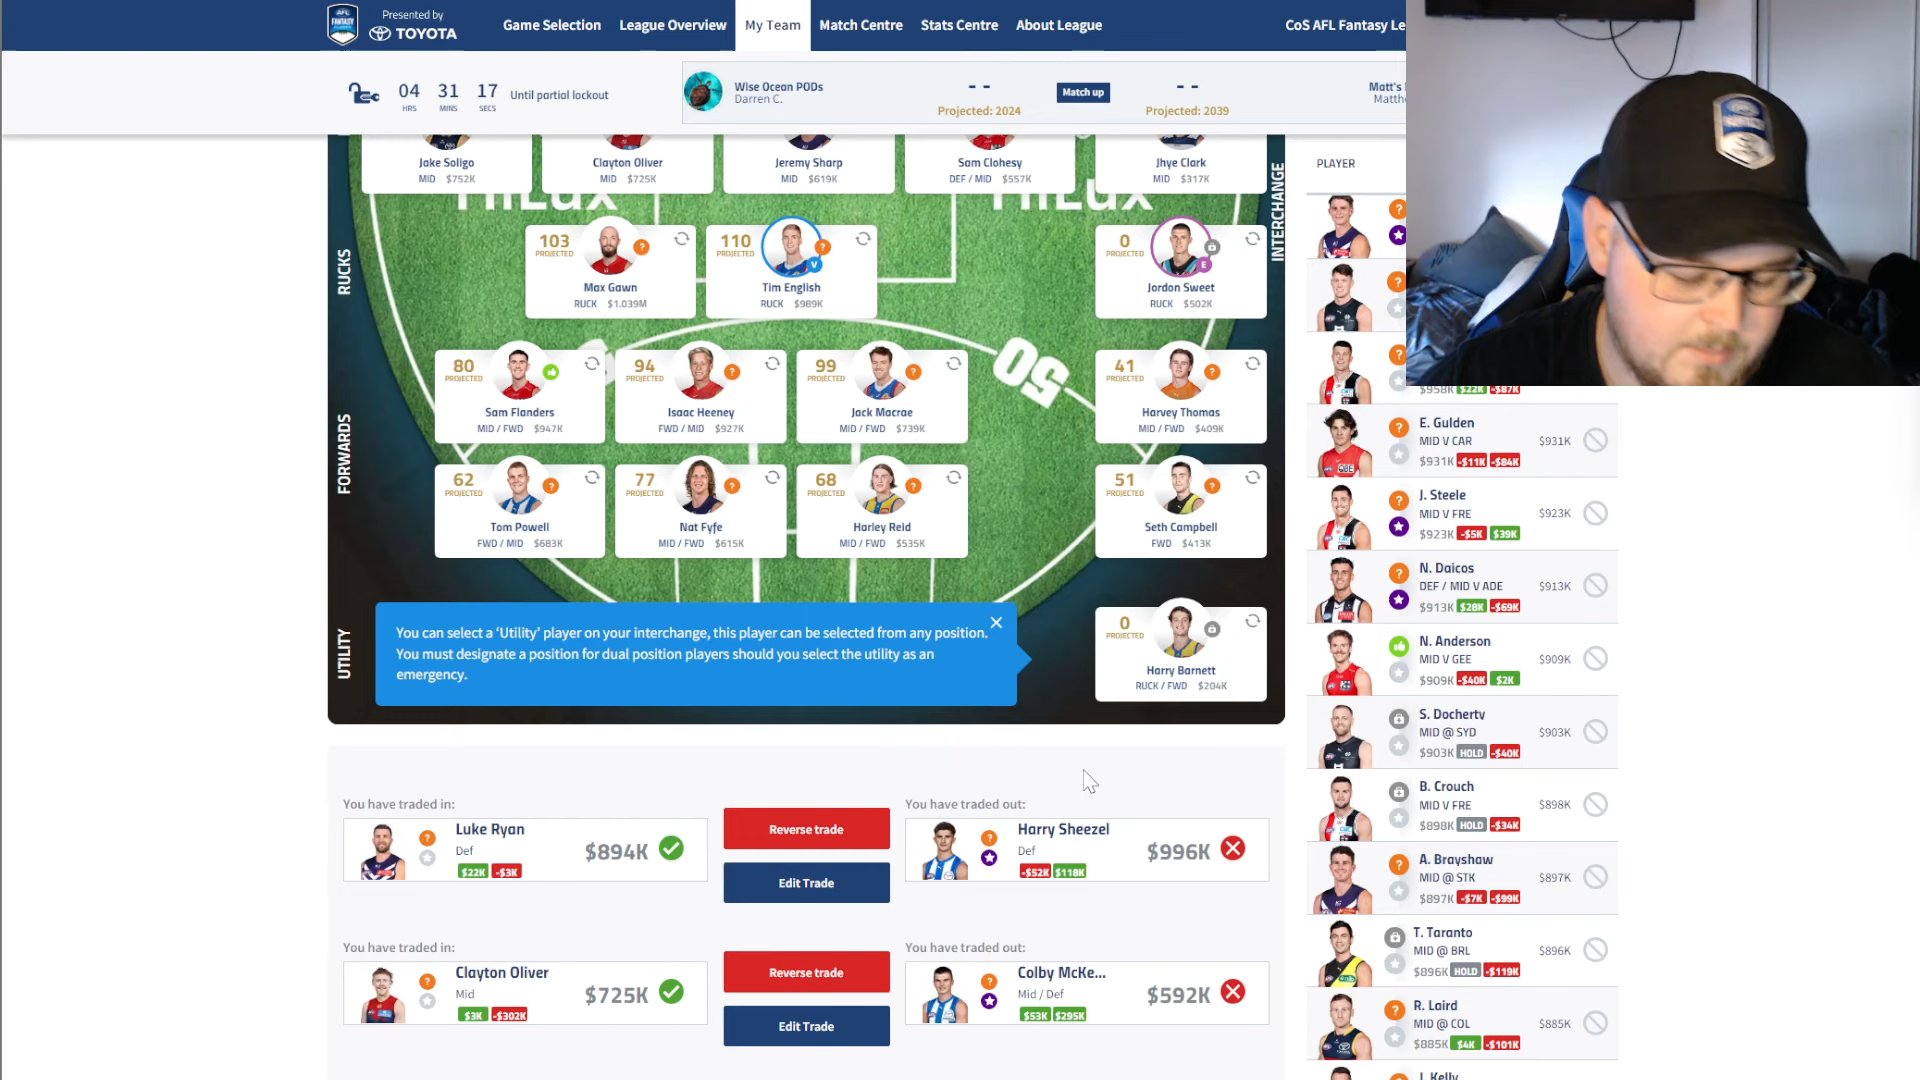 AFL
FANTASY
Presented by
TOYOTA
Game Selection
League Overview
My Team
Match Centre
Stats Centre
About League
CoS AFL Fantasy Le
04
HRS
31
MINS
17
SECS
Until partial lockout
Wise Ocean PODs
Darren C.
- -
Projected: 2024
Match up
- -
Projected: 2039
Matt's
Matth
Jake Soligo
MID $752K
Clayton Oliver
MID $725K
Jeremy Sharp
MID $619K
Sam Clohesy
DEF / MID $557K
Jhye Clark
MID $317K
INTERCHANGE
HiLux
HiLux
RUCKS
103
PROJECTED
Max Gawn
RUCK $1.039M
110
PROJECTED
V
Tim English
RUCK $989K
0
PROJECTED
E
Jordon Sweet
RUCK $502K
50
FORWARDS
80
PROJECTED
Sam Flanders
MID / FWD $947K
94
PROJECTED
Isaac Heeney
FWD / MID $927K
99
PROJECTED
Jack Macrae
MID / FWD $739K
41
PROJECTED
Harvey Thomas
MID / FWD $409K
62
PROJECTED
Tom Powell
FWD / MID $683K
77
PROJECTED
Nat Fyfe
MID / FWD $615K
68
PROJECTED
Harley Reid
MID / FWD $535K
51
PROJECTED
Seth Campbell
FWD $413K
UTILITY
You can select a 'Utility' player on your interchange, this player can be selected from any position.
You must designate a position for dual position players should you select the utility as an
emergency.
0
PROJECTED
Harry Barnett
RUCK / FWD $204K
You have traded in:
Luke Ryan
Def
$22K -$3K
$894K
Reverse trade
Edit Trade
You have traded out:
Harry Sheezel
Def
-$52K $118K
$996K
You have traded in:
Clayton Oliver
Mid
$3K -$302K
$725K
Reverse trade
Edit Trade
You have traded out:
Colby McKe...
Mid / Def
$53K $295K
$592K
PLAYER
$958K $22K -$87K
E. Gulden
MID V CAR
$931K -$11K -$84K
$931K
J. Steele
MID V FRE
$923K -$5K $39K
$923K
N. Daicos
DEF / MID V ADE
$913K $28K -$69K
$913K
N. Anderson
MID V GEE
$909K -$40K $2K
$909K
S. Docherty
MID @ SYD
$903K HOLD -$40K
$903K
B. Crouch
MID V FRE
$898K HOLD -$34K
$898K
A. Brayshaw
MID @ STK
$897K -$7K -$99K
$897K
T. Taranto
MID @ BRL
$896K HOLD -$119K
$896K
R. Laird
MID @ COL
$885K $4K -$101K
$885K
J. Kelly